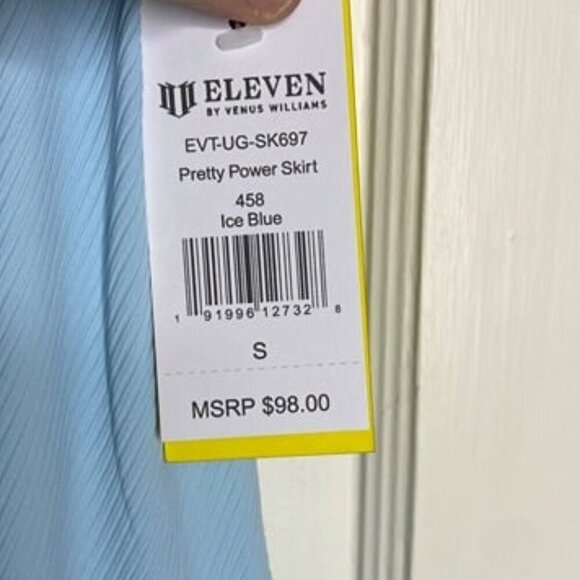 ELEVEN
BY VENUS WILLIAMS
EVT-UG-SK697
Pretty Power Skirt
458
Ice Blue
1 91996 12732 8
S
MSRP $98.00